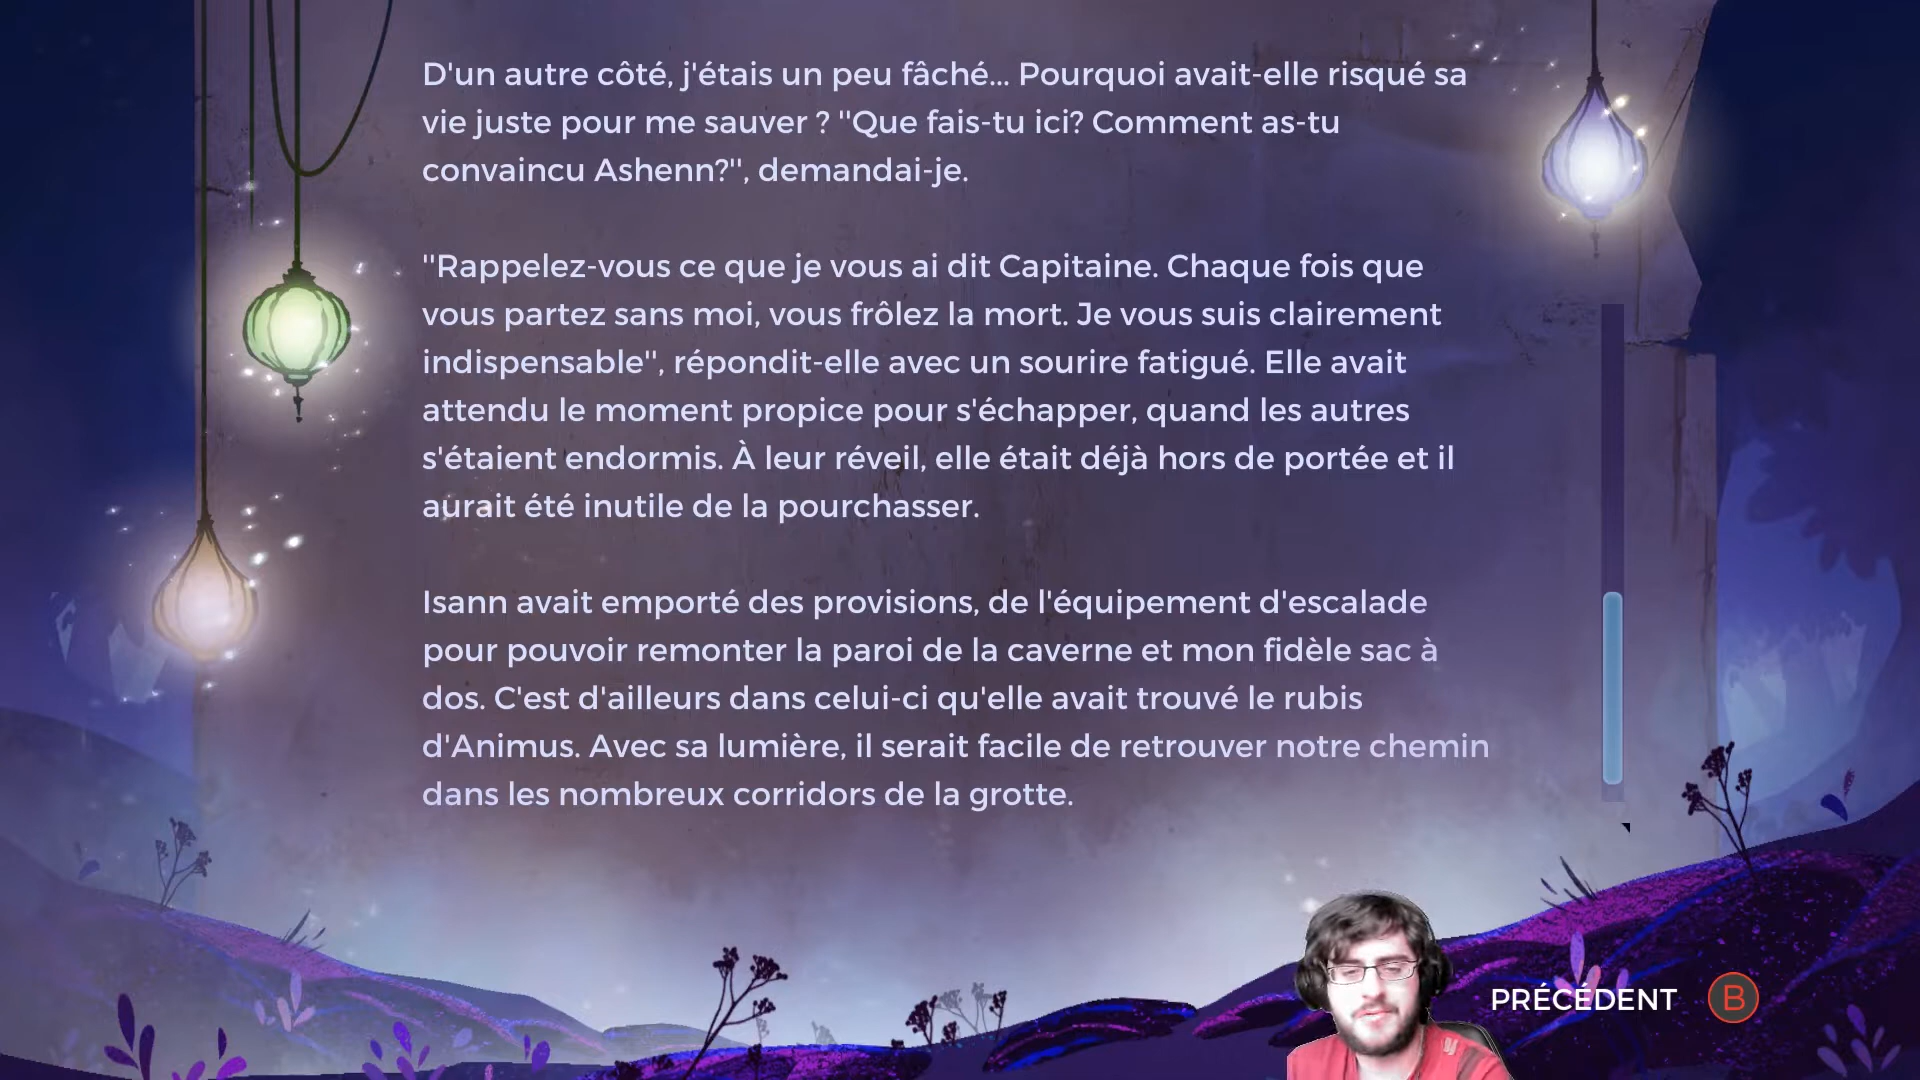 D'un autre côté, j'étais un peu fâché... Pourquoi avait-elle risqué sa
vie juste pour me sauver ? ''Que fais-tu ici? Comment as-tu
convaincu Ashenn?'', demandai-je.
''Rappelez-vous ce que je vous ai dit Capitaine. Chaque fois que
vous partez sans moi, vous frôlez la mort. Je vous suis clairement
indispensable'', répondit-elle avec un sourire fatigué. Elle avait
attendu le moment propice pour s'échapper, quand les autres
s'étaient endormis. À leur réveil, elle était déjà hors de portée et il
aurait été inutile de la pourchasser.
Isann avait emporté des provisions, de l'équipement d'escalade
pour pouvoir remonter la paroi de la caverne et mon fidèle sac à
dos. C'est d'ailleurs dans celui-ci qu'elle avait trouvé le rubis
d'Animus. Avec sa lumière, il serait facile de retrouver notre chemin
dans les nombreux corridors de la grotte.
PRÉCÉDENT B